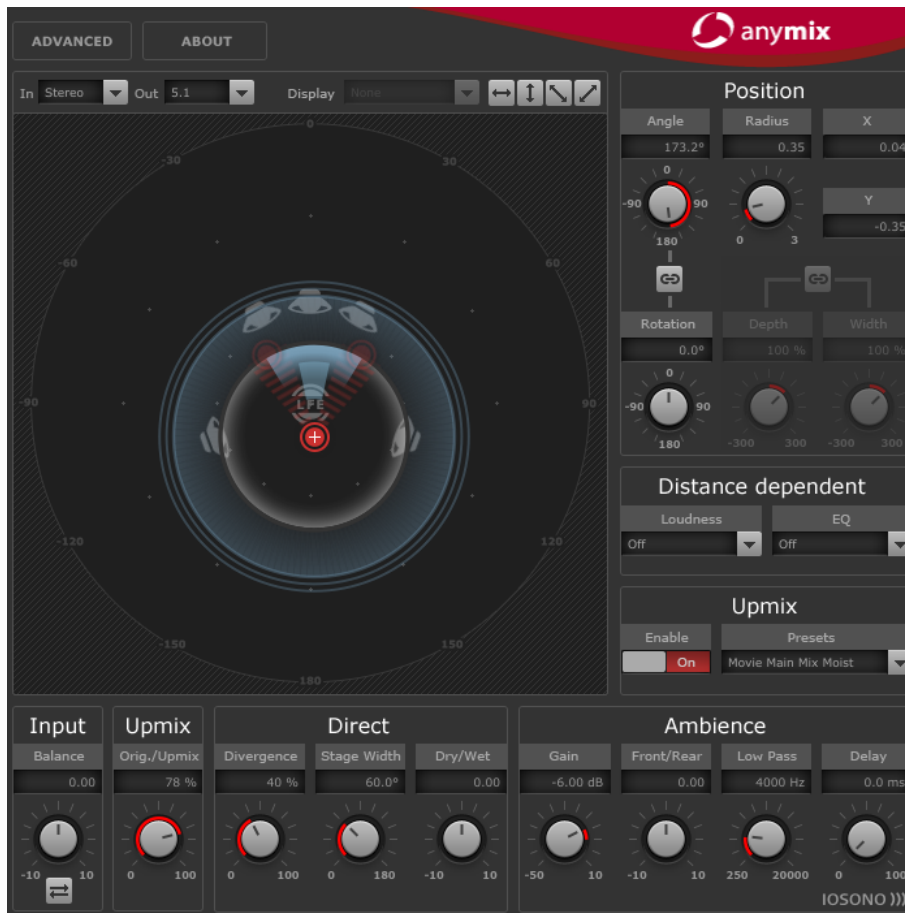 ADVANCED ABOUT anymix
In Stereo Out 5.1 Display None
Position
Angle Radius X
173.2° 0.35 0.04
0
-90 90 Y
-0.35
180 0 3
Rotation Depth Width
0.0° 100 % 100 %
0
-90 90
180 -300 300 -300 300
0
-30 30
-60 60
LFE
-90 90
-120 120
-150 150
180
Distance dependent
Loudness EQ
Off Off
Upmix
Enable Presets
On Movie Main Mix Moist
Input Upmix Direct Ambience
Balance Orig./Upmix Divergence Stage Width Dry/Wet Gain Front/Rear Low Pass Delay
0.00 78 % 40 % 60.0° 0.00 -6.00 dB 0.00 4000 Hz 0.0 ms
-10 10 0 100 0 100 0 180 -10 10 -50 10 -10 10 250 20000 0 100
IOSONO